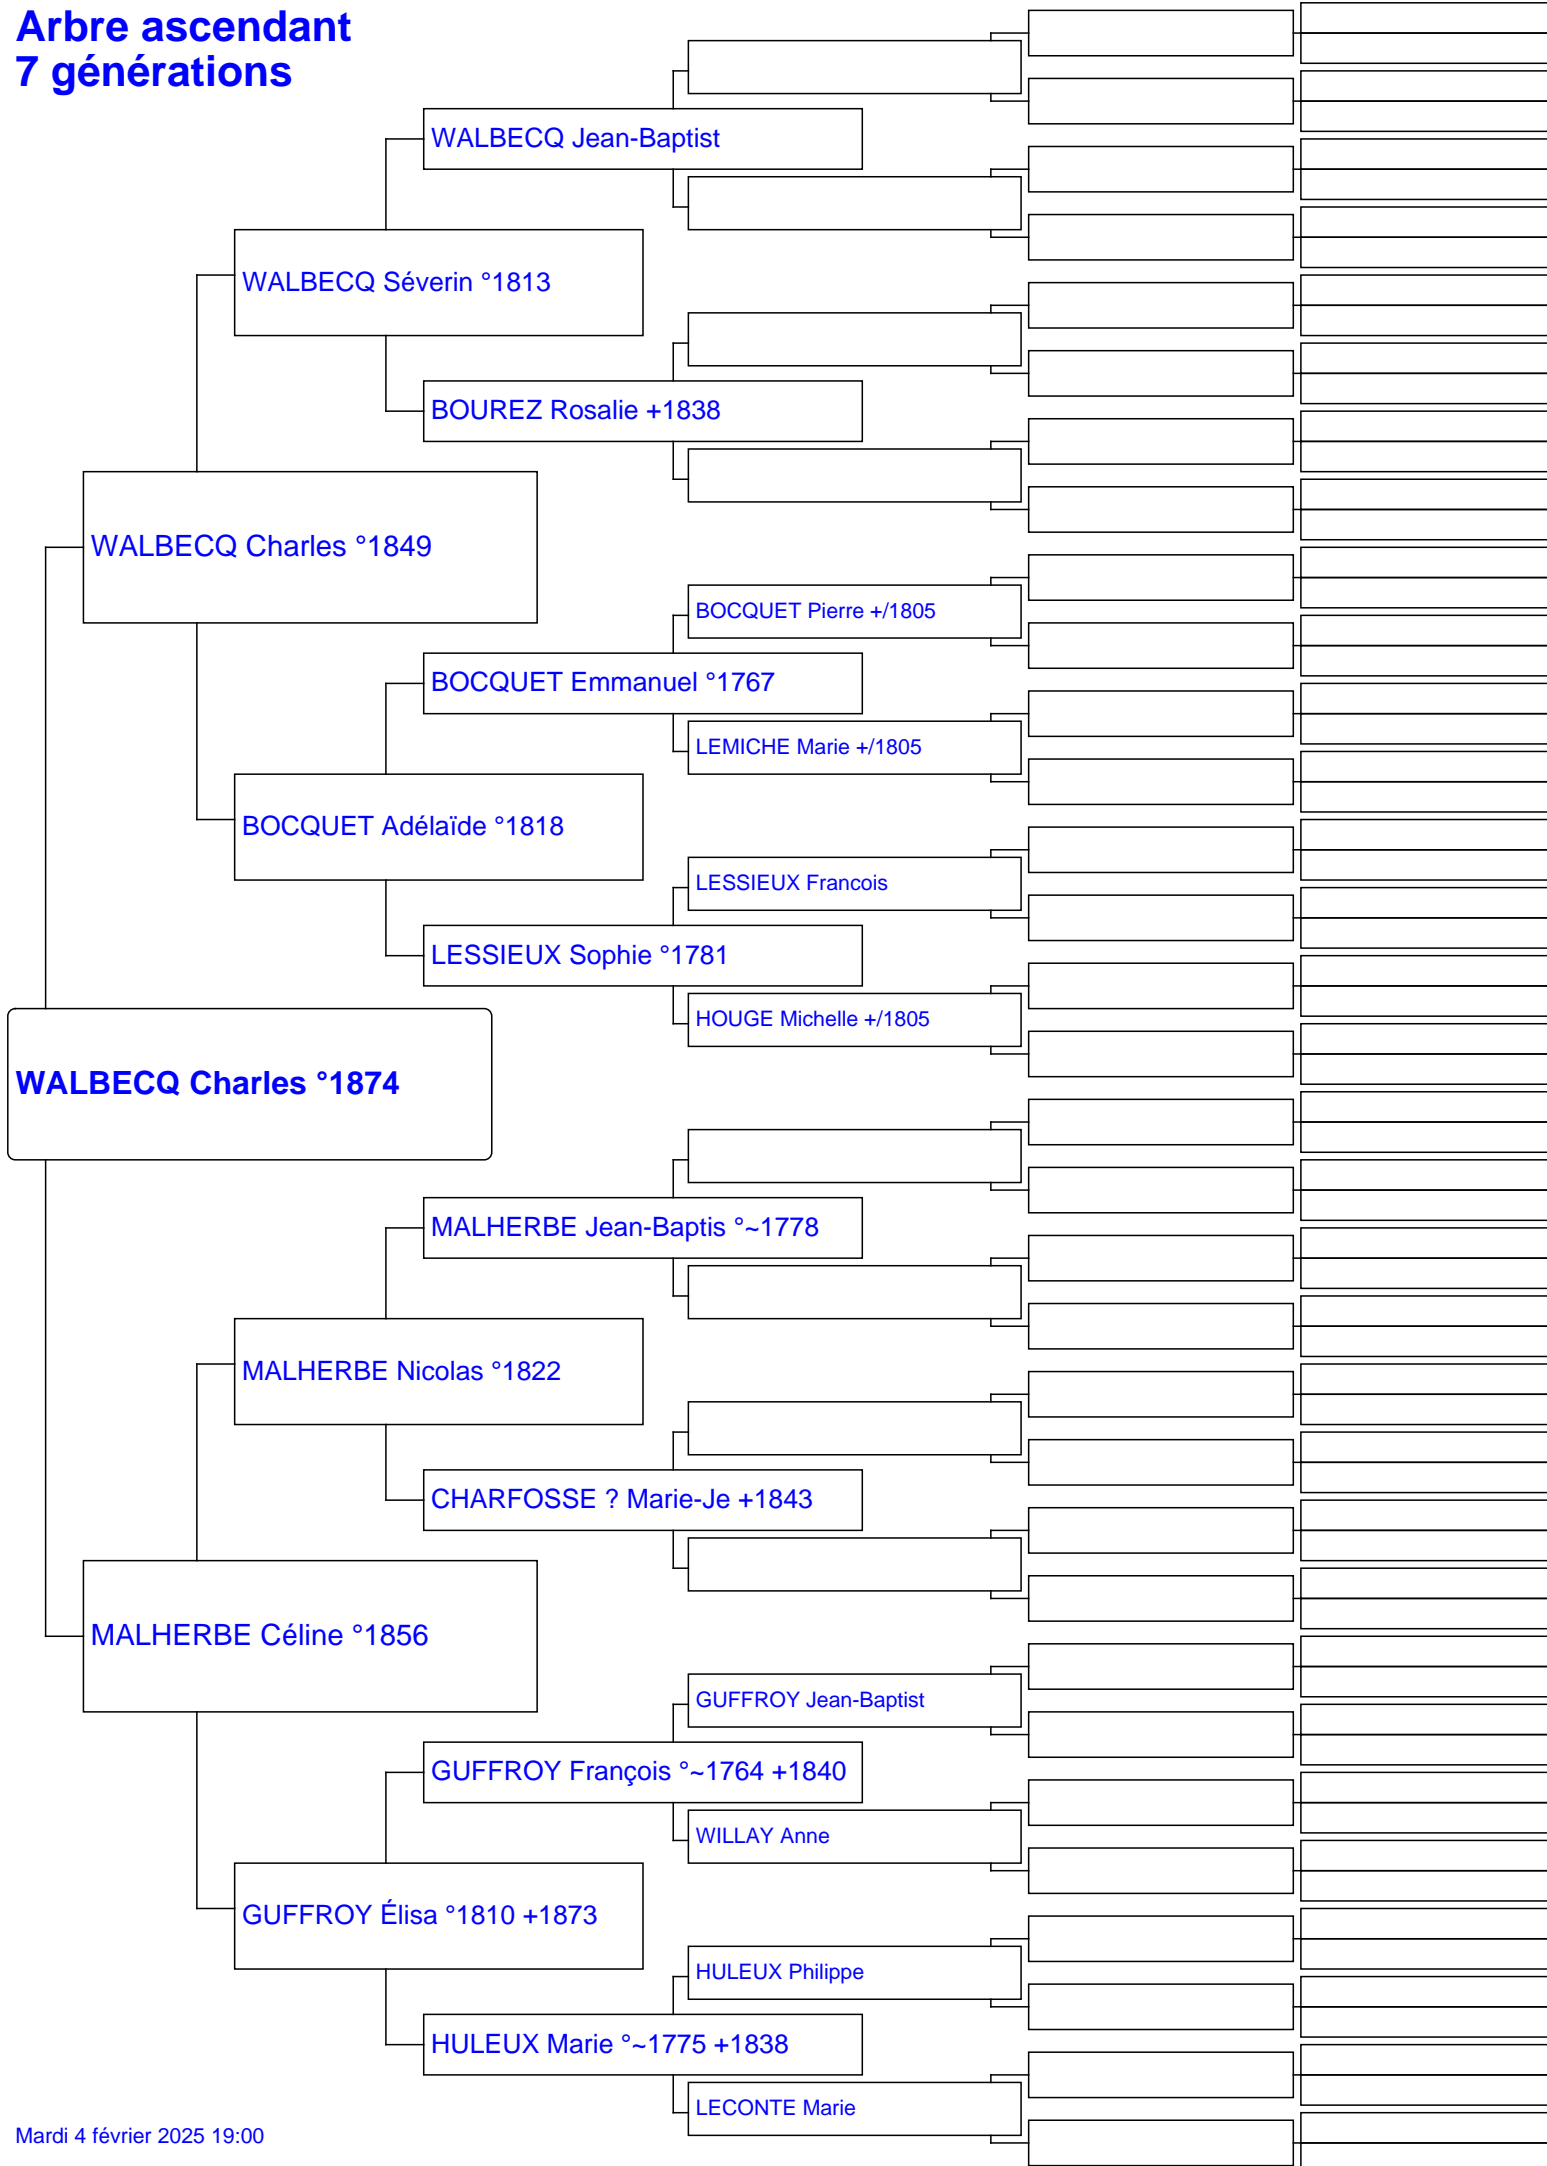 Arbre ascendant
7 générations
WALBECQ Jean-Baptist
WALBECQ Séverin °1813
BOUREZ Rosalie +1838
WALBECQ Charles °1849
BOCQUET Pierre +/1805
BOCQUET Emmanuel °1767
LEMICHE Marie +/1805
BOCQUET Adélaïde °1818
LESSIEUX Francois
LESSIEUX Sophie °1781
HOUGE Michelle +/1805
WALBECQ Charles °1874
MALHERBE Jean-Baptis °~1778
MALHERBE Nicolas °1822
CHARFOSSE ? Marie-Je +1843
MALHERBE Céline °1856
GUFFROY Jean-Baptist
GUFFROY François °~1764 +1840
WILLAY Anne
GUFFROY Élisa °1810 +1873
HULEUX Philippe
HULEUX Marie °~1775 +1838
LECONTE Marie
Mardi 4 février 2025 19:00